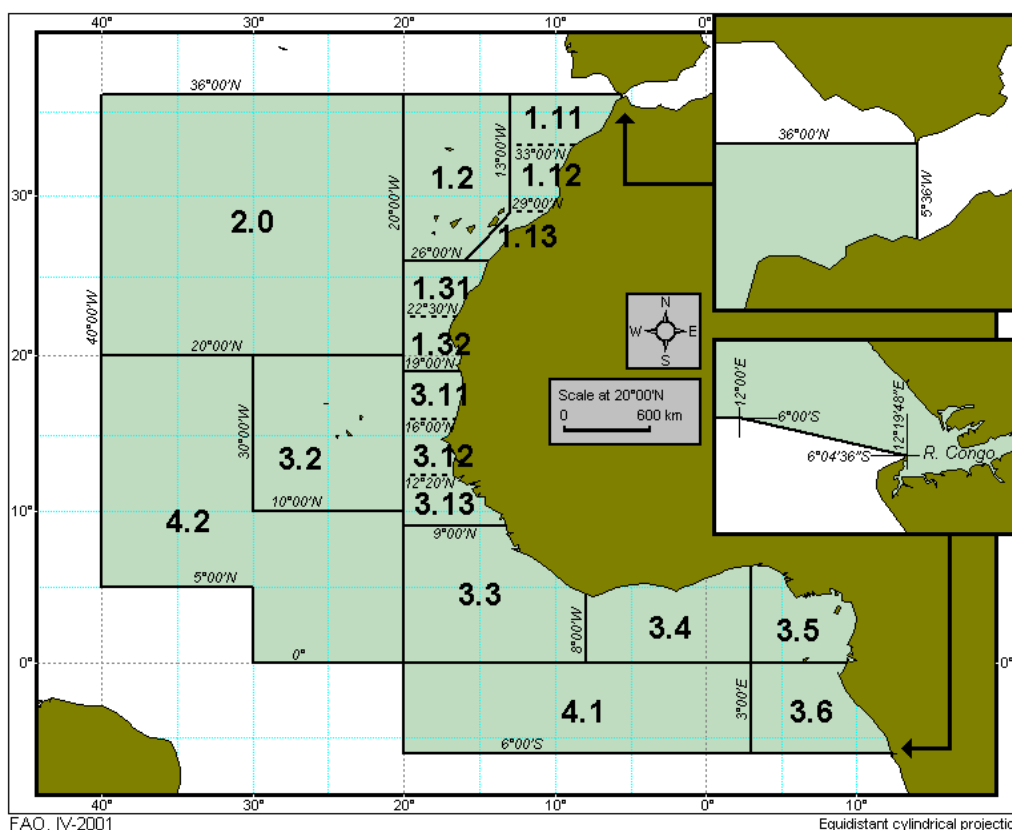 40° 30° 20° 10° 0°
36°00'N
36°00'N
5°36'W
1.11
33°00'N
13°00'W
1.2
1.12
30°
20°00'W
29°00'N
2.0
1.13
26°00'N
1.31
22°30'N
40°00'W
N
W E
S
1.32
20°
20°00'N
19°00'N
3.11
Scale at 20°00'N
0 600 km
16°00'N
30°00'W
3.2
3.12
12°20'N
12°00'E
6°00'S
12°19'48"E
6°04'36"S
R. Congo
10°
10°00'N
3.13
4.2
9°00'N
5°00'N
3.3
8°00'W
3.4
3.5
0°
0°
0°
4.1
3°00'E
3.6
6°00'S
40° 30° 20° 10° 0° 10°
FAO, IV-2001
Equidistant cylindrical projectio